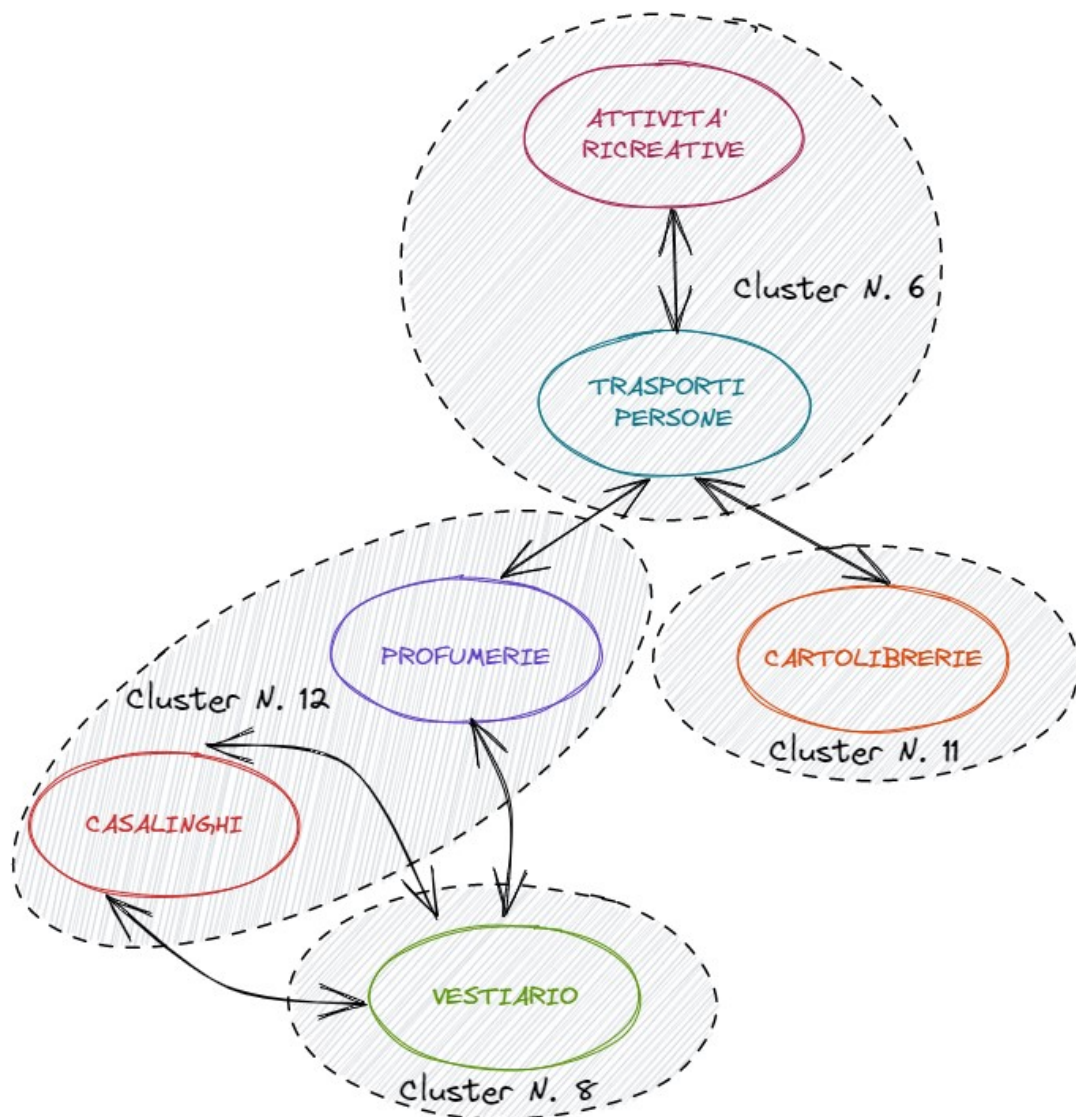 ATTIVITA'
RICREATIVE
Cluster N. 6
TRASPORTI
PERSONE
PROFUMERIE
CARTOLIBRERIE
Cluster N. 12
Cluster N. 11
CASALINGHI
VESTIARIO
Cluster N. 8